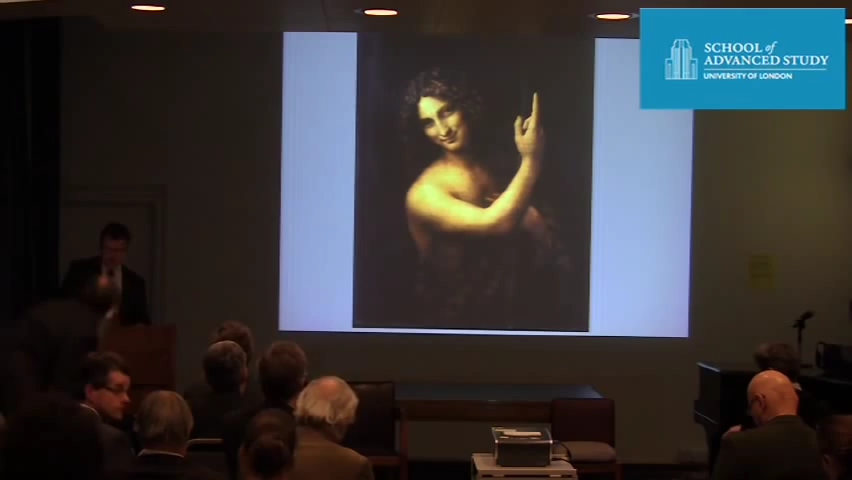 SCHOOL of
ADVANCED STUDY
UNIVERSITY OF LONDON